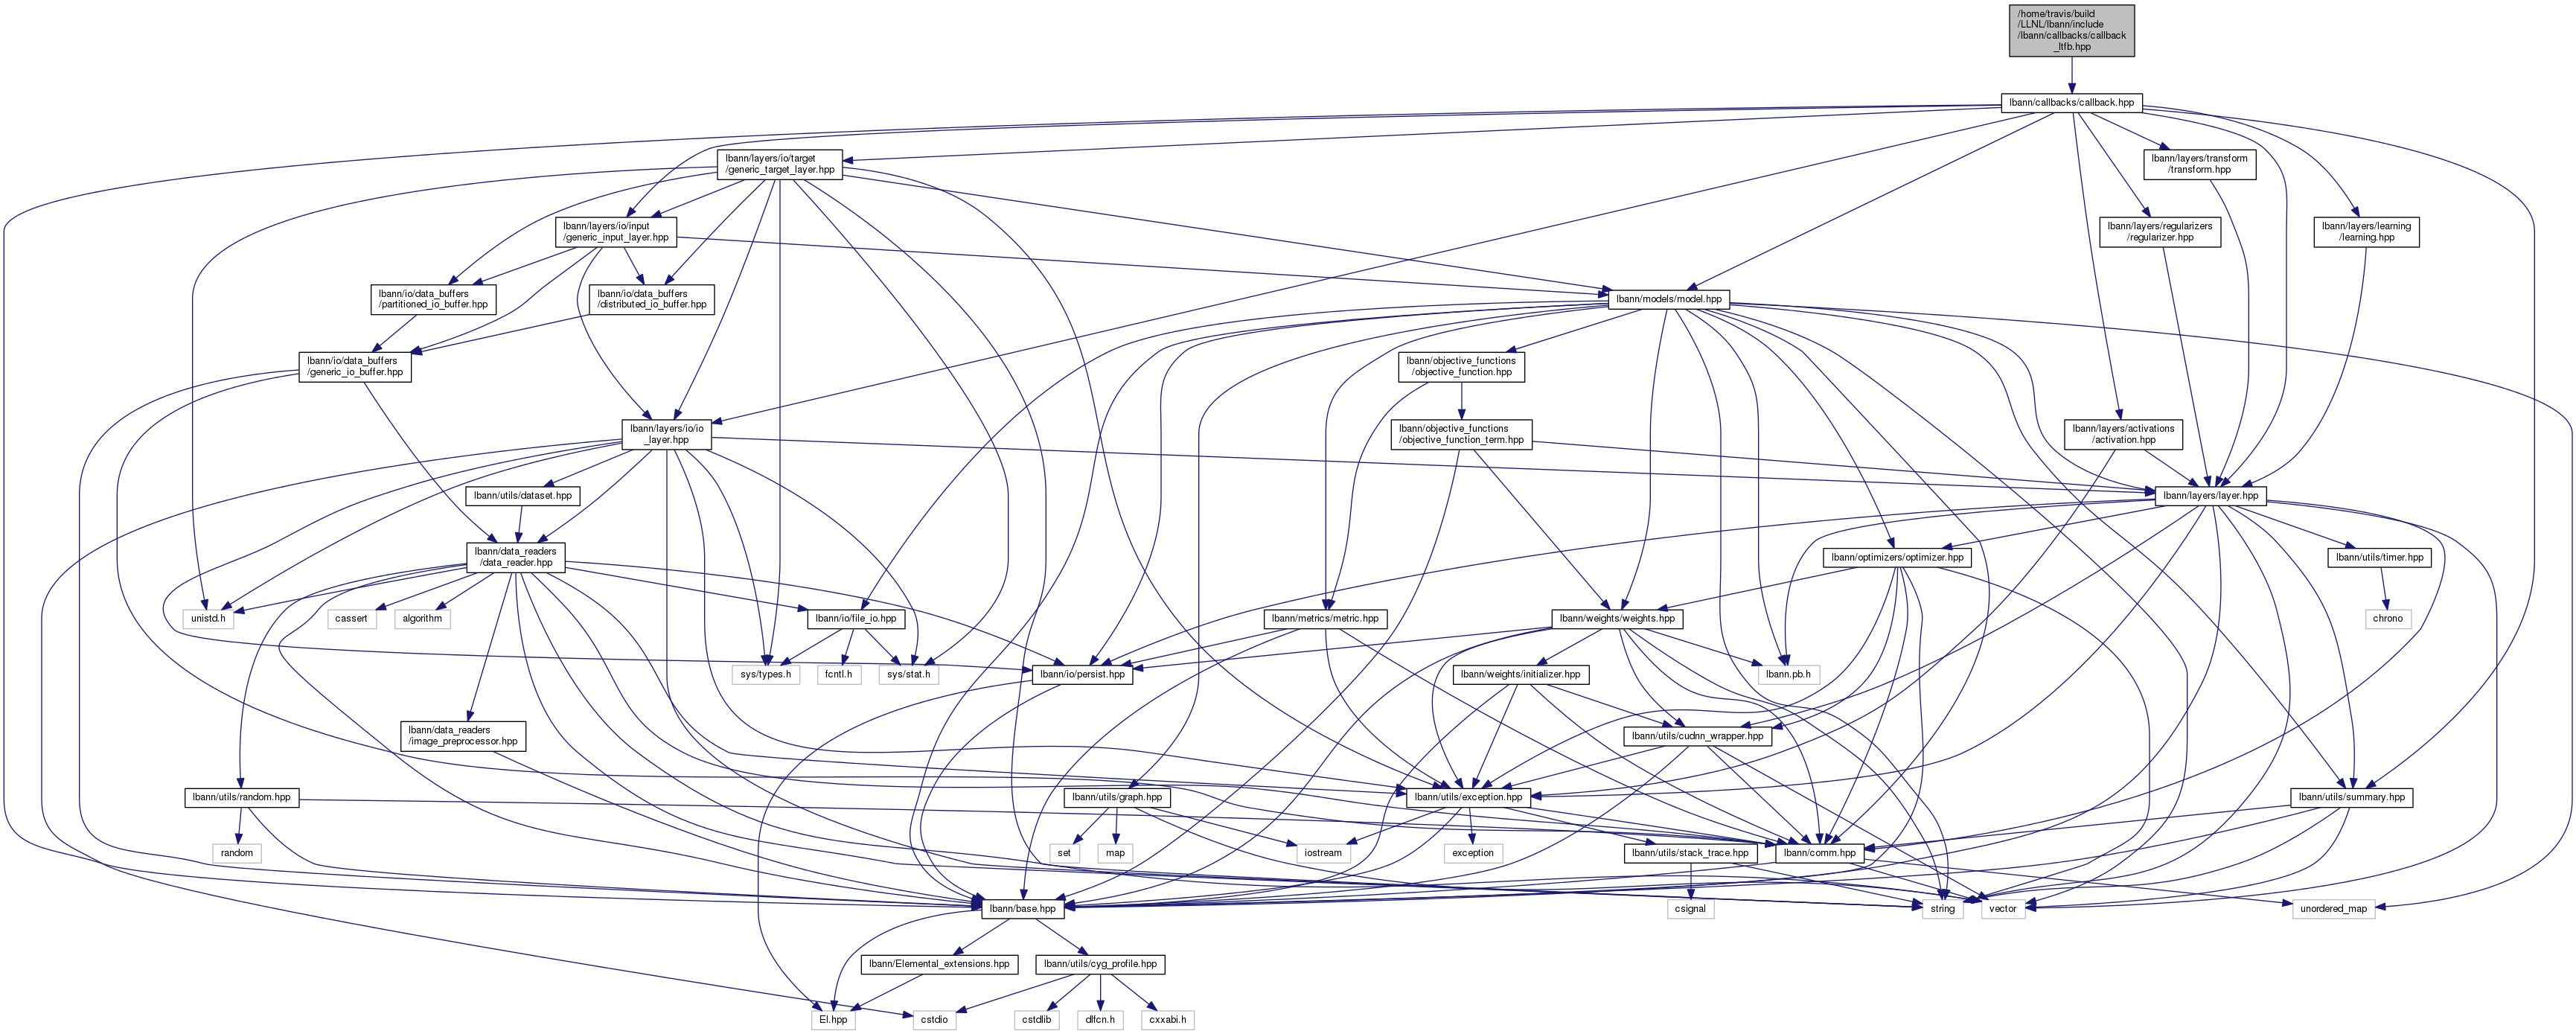 /home/travis/build
/LLNL/lbann/include
/lbann/callbacks/callback
_ltfb.hpp
lbann/callbacks/callback.hpp
lbann/layers/io/target
/generic_target_layer.hpp
lbann/layers/transform
/transform.hpp
lbann/layers/io/input
/generic_input_layer.hpp
lbann/layers/regularizers
/regularizer.hpp
lbann/layers/learning
/learning.hpp
lbann/io/data_buffers
/partitioned_io_buffer.hpp
lbann/io/data_buffers
/distributed_io_buffer.hpp
lbann/models/model.hpp
lbann/io/data_buffers
/generic_io_buffer.hpp
lbann/objective_functions
/objective_function.hpp
lbann/layers/io/io
_layer.hpp
lbann/objective_functions
/objective_function_term.hpp
lbann/layers/activations
/activation.hpp
lbann/utils/dataset.hpp
lbann/layers/layer.hpp
lbann/data_readers
/data_reader.hpp
lbann/optimizers/optimizer.hpp
lbann/utils/timer.hpp
unistd.h
cassert
algorithm
lbann/io/file_io.hpp
lbann/metrics/metric.hpp
lbann/weights/weights.hpp
chrono
sys/types.h
fcntl.h
sys/stat.h
lbann/io/persist.hpp
lbann/weights/initializer.hpp
lbann.pb.h
lbann/data_readers
/image_preprocessor.hpp
lbann/utils/cudnn_wrapper.hpp
lbann/utils/random.hpp
lbann/utils/graph.hpp
lbann/utils/exception.hpp
lbann/utils/summary.hpp
random
set
map
iostream
exception
lbann/utils/stack_trace.hpp
lbann/comm.hpp
lbann/base.hpp
csignal
string
vector
unordered_map
lbann/Elemental_extensions.hpp
lbann/utils/cyg_profile.hpp
El.hpp
cstdio
cstdlib
dlfcn.h
cxxabi.h